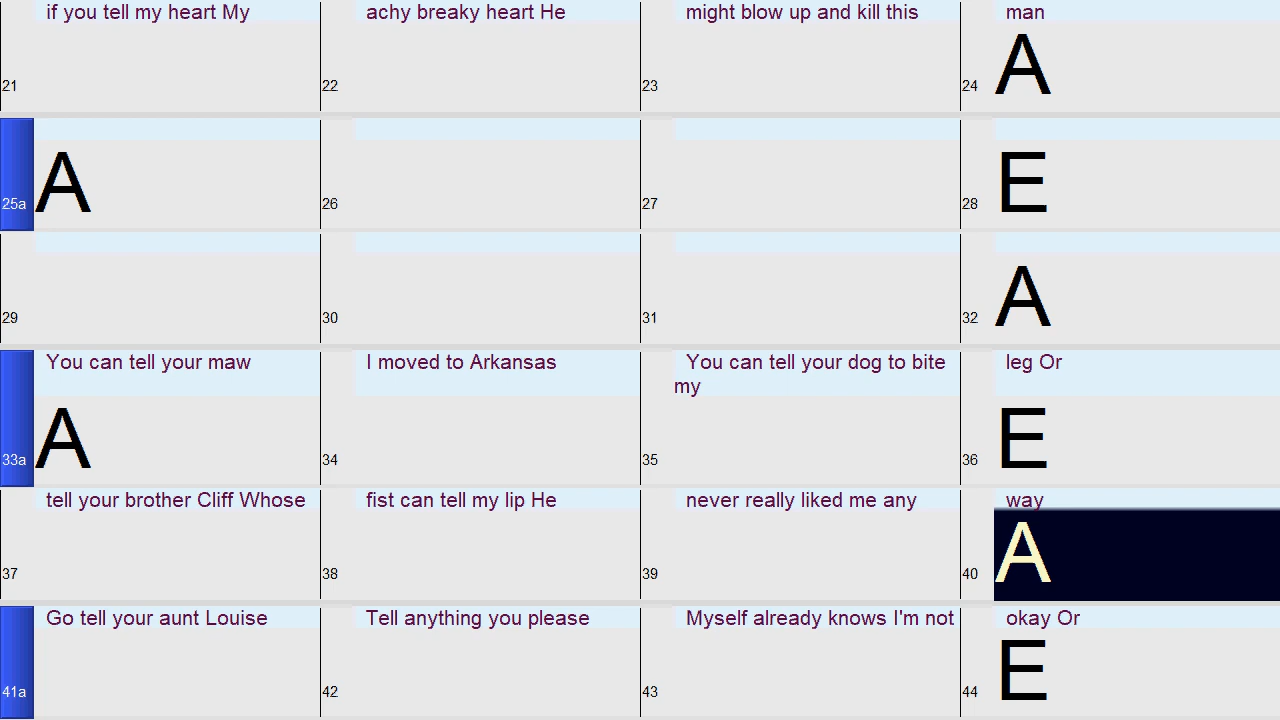 if you tell my heart My achy breaky heart He might blow up and kill this man
21 22 23 24 A
25a A 26 27 28 E
29 30 31 32 A
You can tell your maw I moved to Arkansas You can tell your dog to bite leg Or
my
33a A 34 35 36 E
tell your brother Cliff Whose fist can tell my lip He never really liked me any way
37 38 39 40 A
Go tell your aunt Louise Tell anything you please Myself already knows I'm not okay Or
41a 42 43 44 E